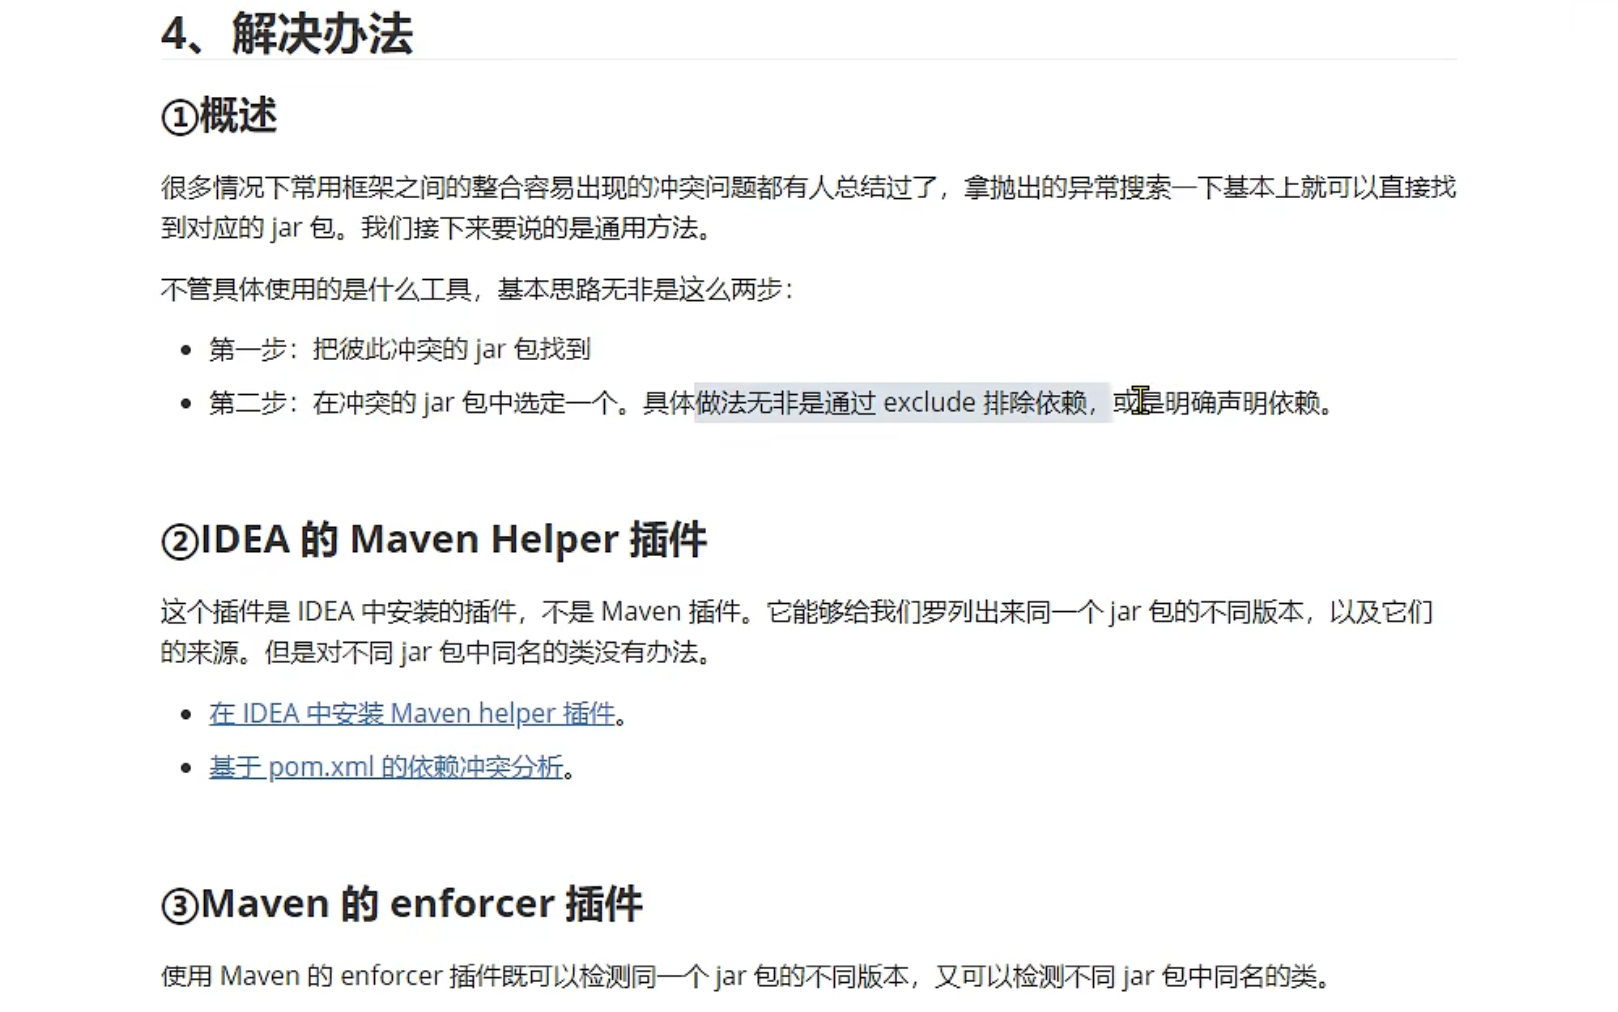 4、解决办法
①概述
很多情况下常用框架之间的整合容易出现的冲突问题都有人总结过了，拿抛出的异常搜索一下基本上就可以直接找
到对应的 jar 包。我们接下来要说的是通用方法。
不管具体使用的是什么工具，基本思路无非是这么两步：
• 第一步：把彼此冲突的 jar 包找到
• 第二步：在冲突的 jar 包中选定一个。具体做法无非是通过 exclude 排除依赖，或是明确声明依赖。
②IDEA 的 Maven Helper 插件
这个插件是 IDEA 中安装的插件，不是 Maven 插件。它能够给我们罗列出来同一个 jar 包的不同版本，以及它们
的来源。但是对不同 jar 包中同名的类没有办法。
• 在 IDEA 中安装 Maven helper 插件。
• 基于 pom.xml 的依赖冲突分析。
③Maven 的 enforcer 插件
使用 Maven 的 enforcer 插件既可以检测同一个 jar 包的不同版本，又可以检测不同 jar 包中同名的类。